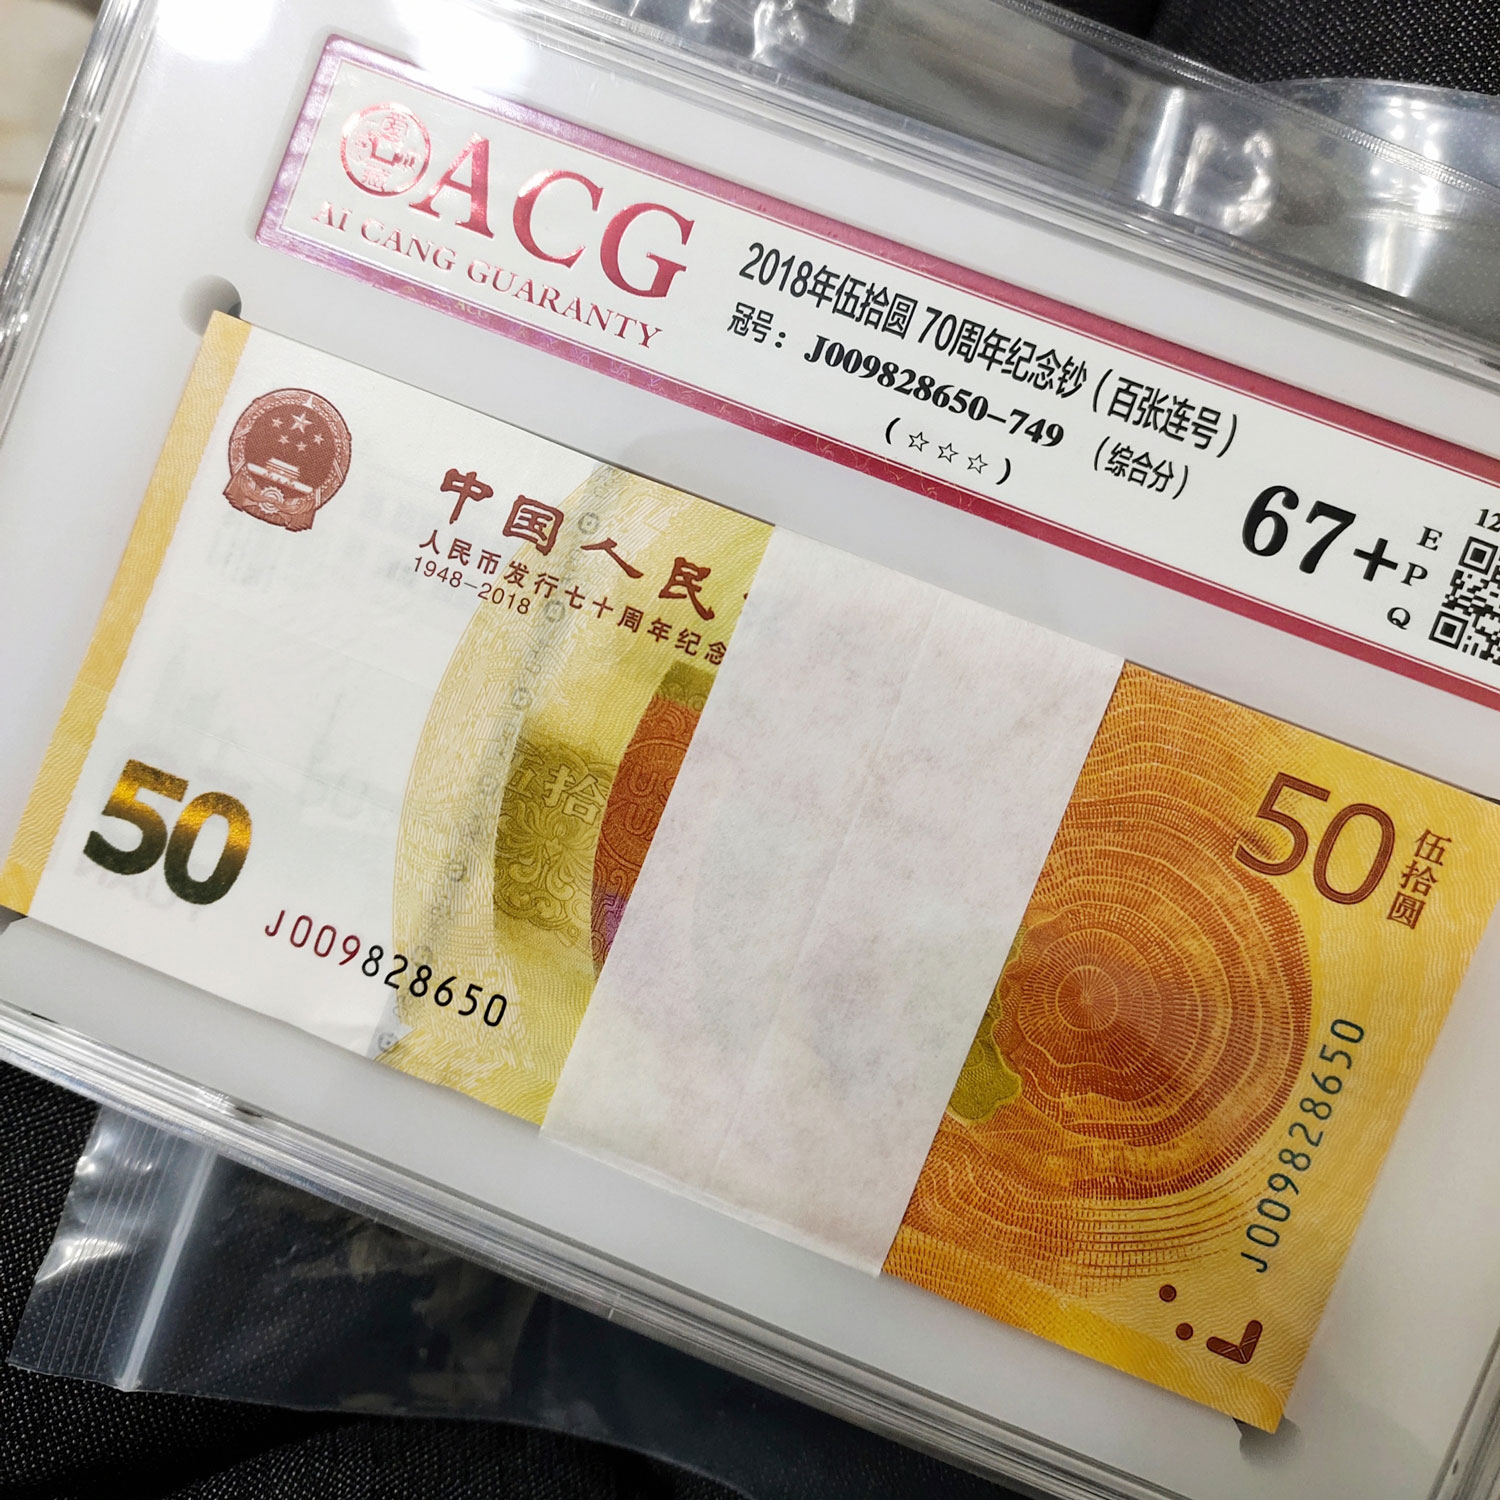 ACG
AI CANG GUARANTY
2018年伍拾圆 70周年纪念钞（百张连号）
冠号：J009828650-749 （综合分）
（☆☆☆）
67+
E
P
Q
12
中国人民
人民币发行七十周年纪念
1948-2018
伍拾
50
J009828650
50
伍拾圆
J009828650